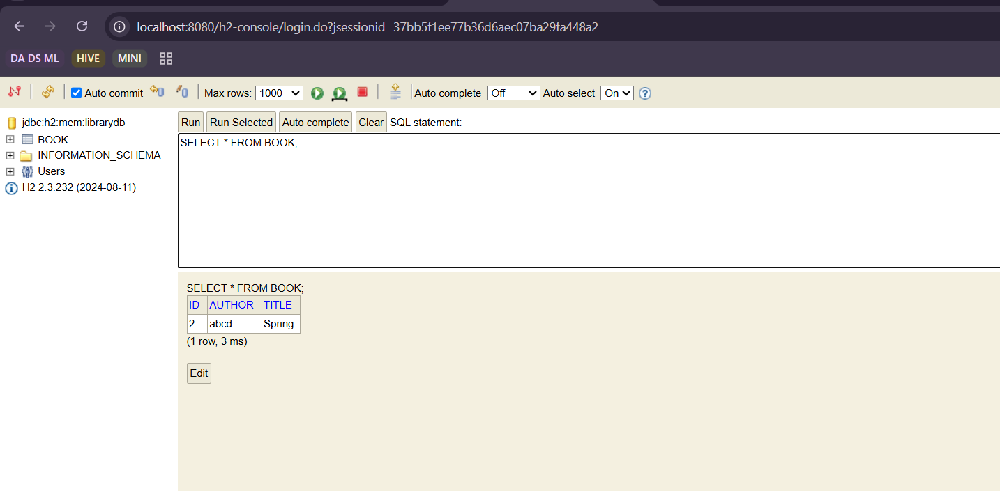 localhost:8080/h2-console/login.do?jsessionid=37bb5f1ee77b36d6aec07ba29fa448a2
DA DS ML HIVE MINI
Auto commit Max rows: 1000 Auto complete Off Auto select On ?
jdbc:h2:mem:librarydb
BOOK
INFORMATION_SCHEMA
Users
H2 2.3.232 (2024-08-11)
Run Run Selected Auto complete Clear SQL statement:
SELECT * FROM BOOK;
SELECT * FROM BOOK;
ID AUTHOR TITLE
2 abcd Spring
(1 row, 3 ms)
Edit